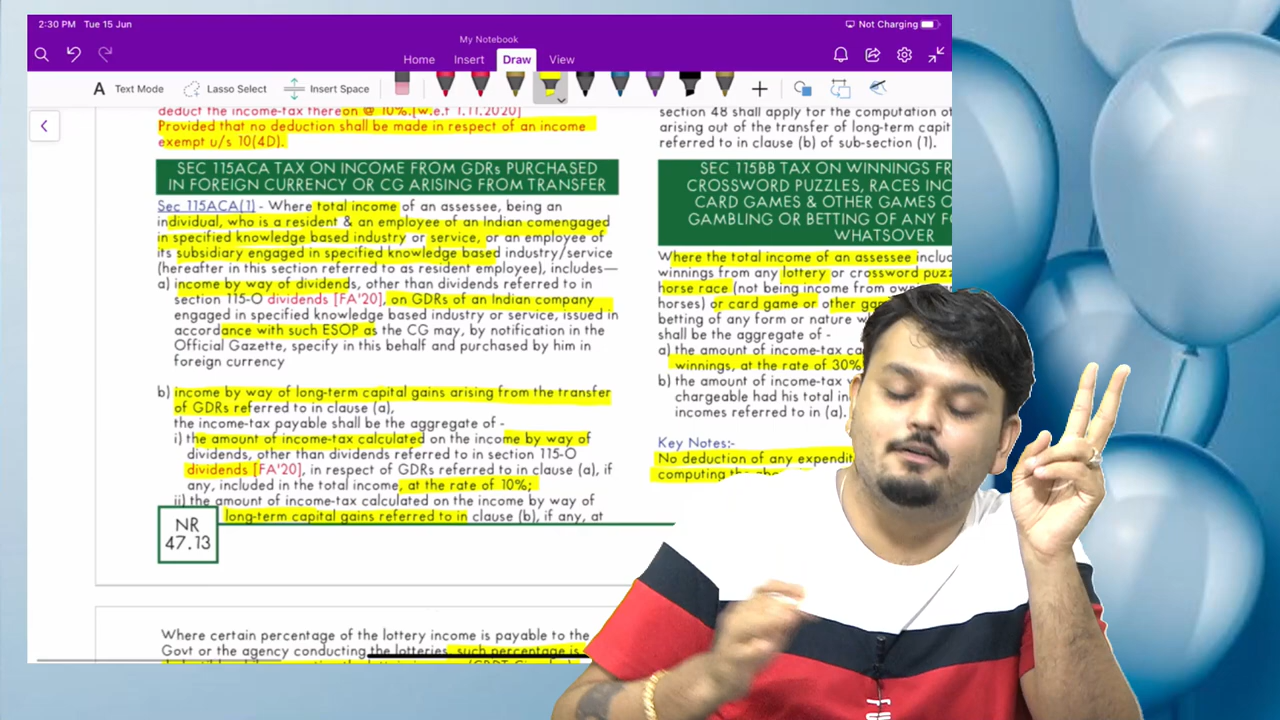 2:30 PM Tue 15 Jun
Not Charging
My Notebook
Home Insert Draw View
Text Mode Lasso Select Insert Space
deduct the income-tax thereon @ 10%.[w.e.f 1.11.2020]
Provided that no deduction shall be made in respect of an income
exempt u/s 10(4D).
SEC 115ACA TAX ON INCOME FROM GDRs PURCHASED
IN FOREIGN CURRENCY OR CG ARISING FROM TRANSFER
Sec 115ACA(1) - Where total income of an assessee, being an
individual, who is a resident & an employee of an Indian comengaged
in specified knowledge based industry or service, or an employee of
its subsidiary engaged in specified knowledge based industry/service
(hereafter in this section referred to as resident employee), includes—
a) income by way of dividends, other than dividends referred to in
section 115-O dividends [FA'20], on GDRs of an Indian company
engaged in specified knowledge based industry or service, issued in
accordance with such ESOP as the CG may, by notification in the
Official Gazette, specify in this behalf and purchased by him in
foreign currency
b) income by way of long-term capital gains arising from the transfer
of GDRs referred to in clause (a),
the income-tax payable shall be the aggregate of -
i) the amount of income-tax calculated on the income by way of
dividends, other than dividends referred to in section 115-O
dividends [FA'20], in respect of GDRs referred to in clause (a), if
any, included in the total income, at the rate of 10%;
ii) the amount of income-tax calculated on the income by way of
long-term capital gains referred to in clause (b), if any, at
NR
47.13
Where certain percentage of the lottery income is payable to the
Govt or the agency conducting the lotteries, such percentage is
section 48 shall apply for the computation of
arising out of the transfer of long-term capit
referred to in clause (b) of sub-section (1).
SEC 115BB TAX ON WINNINGS FR
CROSSWORD PUZZLES, RACES INC
CARD GAMES & OTHER GAMES O
GAMBLING OR BETTING OF ANY FO
WHATSOVER
Where the total income of an assessee includ
winnings from any lottery or crossword puzz
horse race (not being income from own
horses) or card game or other gam
betting of any form or nature w
shall be the aggregate of -
a) the amount of income-tax ca
winnings, at the rate of 30%
b) the amount of income-tax
chargeable had his total in
incomes referred to in (a).
Key Notes:-
No deduction of any expendit
computing the